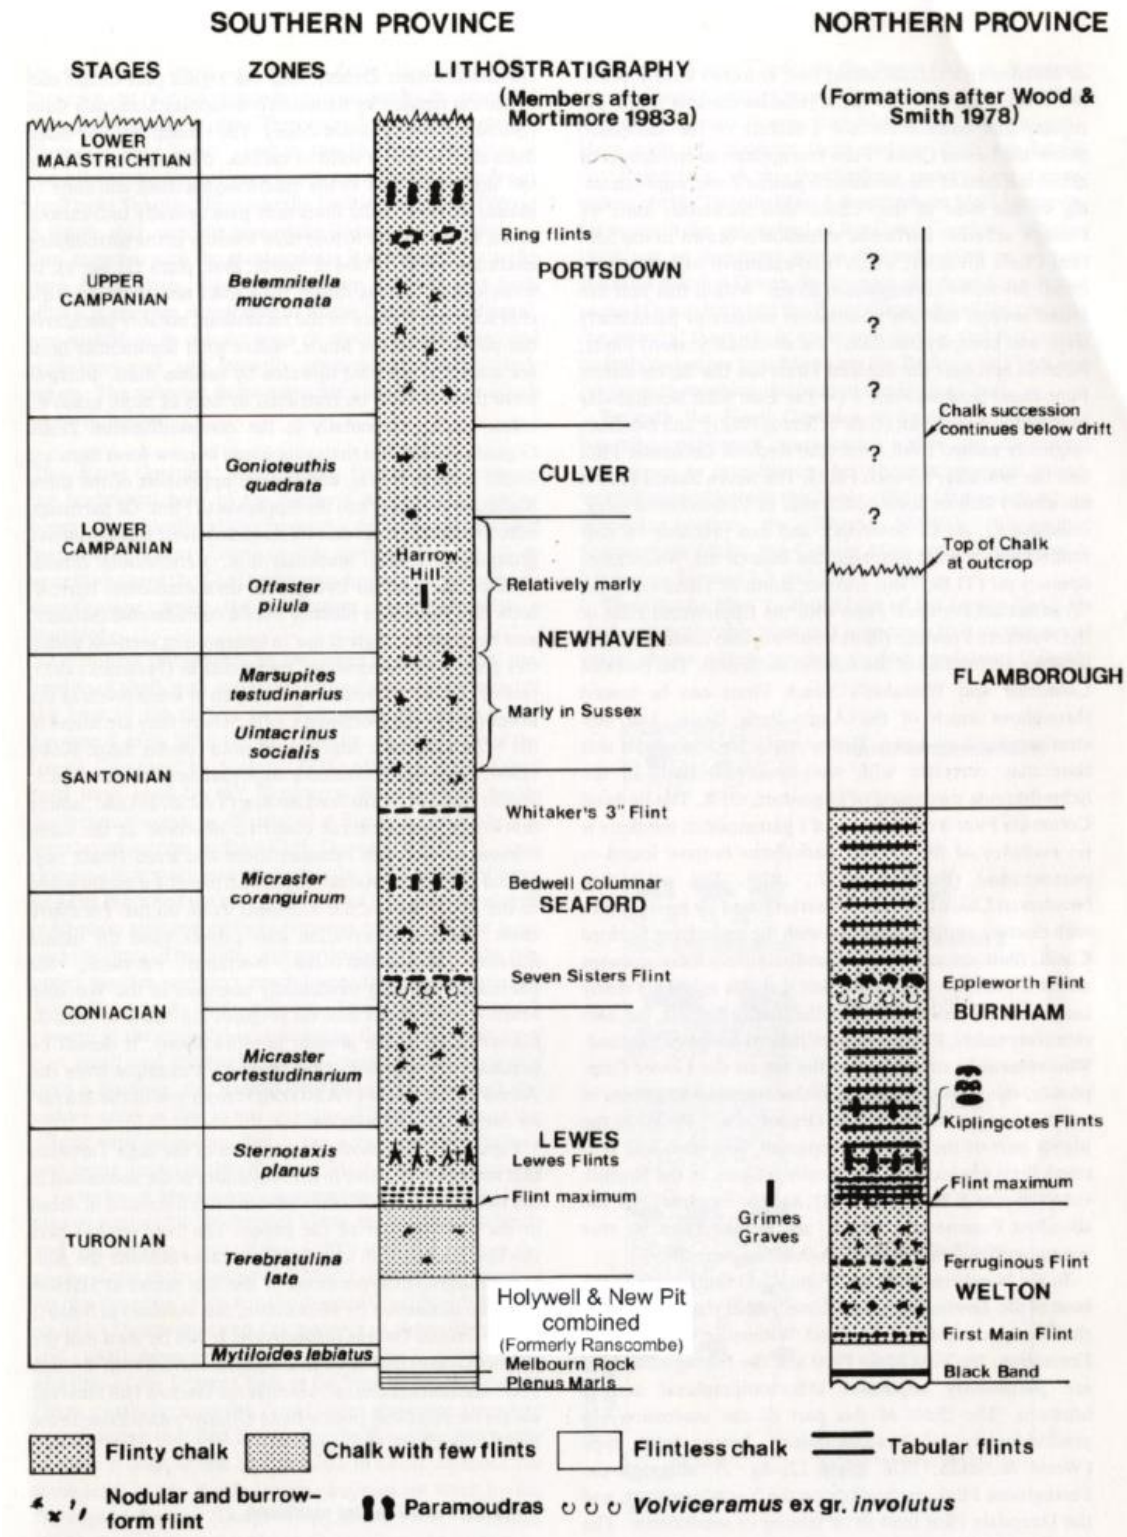 SOUTHERN PROVINCE
NORTHERN PROVINCE
STAGES
ZONES
LITHOSTRATIGRAPHY
(Members after
Mortimore 1983a)
(Formations after Wood &
Smith 1978)
LOWER
MAASTRICHTIAN
UPPER
CAMPANIAN
LOWER
CAMPANIAN
SANTONIAN
CONIACIAN
TURONIAN
Belemnitella
mucronata
Gonioteuthis
quadrata
Offaster
pilula
Marsupites
testudinarius
Uintacrinus
socialis
Micraster
coranguinum
Micraster
cortestudinarium
Sternotaxis
planus
Terebratulina
lata
Mytiloides labiatus
Harrow
Hill
Ring flints
PORTSDOWN
CULVER
Relatively marly
NEWHAVEN
Marly in Sussex
Whitaker's 3" Flint
Bedwell Columnar
SEAFORD
Seven Sisters Flint
LEWES
Lewes Flints
Flint maximum
Holywell & New Pit
combined
(Formerly Ranscombe)
Melbourn Rock
Plenus Marls
?
?
?
?
?
Chalk succession
continues below drift
Top of Chalk
at outcrop
FLAMBOROUGH
Eppleworth Flint
BURNHAM
Kiplingcotes Flints
Flint maximum
Grimes
Graves
Ferruginous Flint
WELTON
First Main Flint
Black Band
Flinty chalk
Chalk with few flints
Flintless chalk
Tabular flints
Nodular and burrow–
form flint
Paramoudras
Volviceramus ex gr. involutus